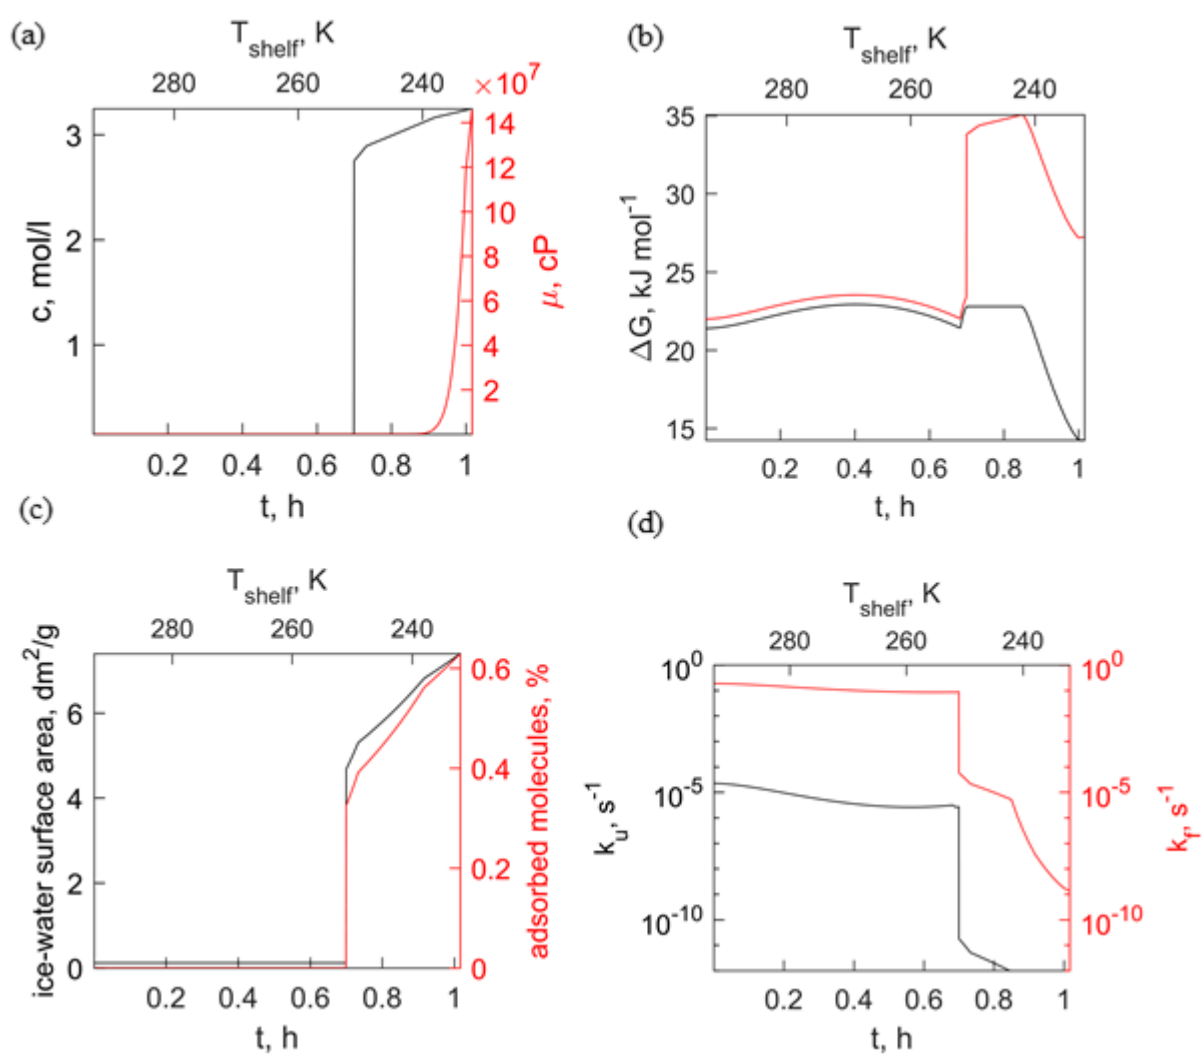 (a)
T_shelf, K
280 260 240
×10^7
c, mol/l
3
2
1
14
12
10
8
6
4
2
μ, cP
0.2 0.4 0.6 0.8 1
t, h
(b)
T_shelf, K
280 260 240
ΔG, kJ mol^-1
35
30
25
20
15
0.2 0.4 0.6 0.8 1
t, h
(c)
T_shelf, K
280 260 240
ice-water surface area, dm^2/g
6
4
2
0
0.6
0.4
0.2
0
adsorbed molecules, %
0.2 0.4 0.6 0.8 1
t, h
(d)
T_shelf, K
280 260 240
k_u, s^-1
10^0
10^-5
10^-10
10^0
10^-5
10^-10
k_f, s^-1
0.2 0.4 0.6 0.8 1
t, h